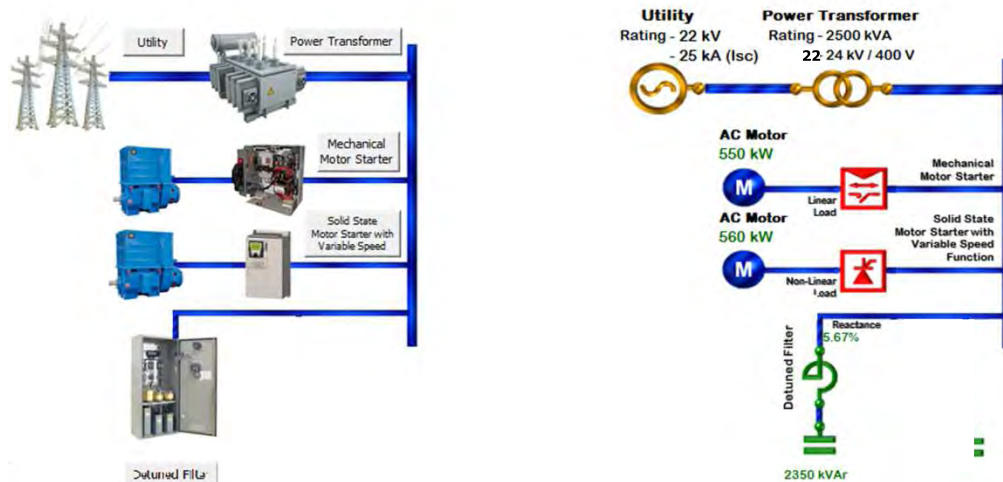 Utility
Power Transformer
Mechanical
Motor Starter
Solid State
Motor Starter with
Variable Speed
Detuned Filter
Utility
Rating - 22 kV
- 25 kA (Isc)
Power Transformer
Rating - 2500 kVA
22-24 kV / 400 V
AC Motor
550 kW
M
Linear
Load
Mechanical
Motor Starter
AC Motor
560 kW
M
Non-Linear
Load
Solid State
Motor Starter with
Variable Speed
Function
Reactance
5.67%
Detuned Filter
2350 kVAr